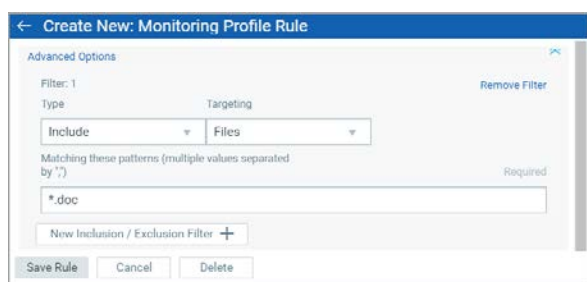 ← Create New: Monitoring Profile Rule
Advanced Options
Filter: 1
Remove Filter
Type Targeting
Include Files
Matching these patterns (multiple values separated
by ";") Required
*.doc
New Inclusion / Exclusion Filter +
Save Rule Cancel Delete